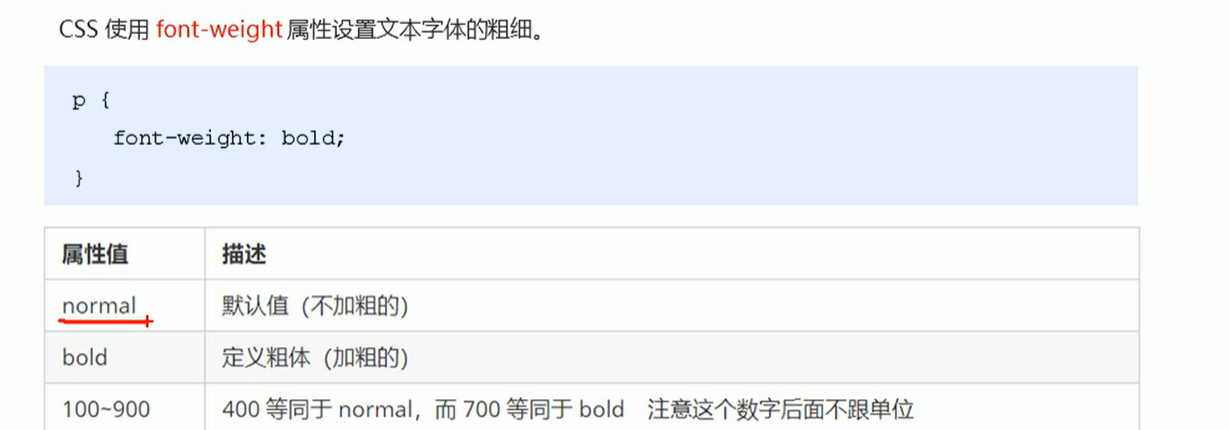 CSS 使用 font-weight 属性设置文本字体的粗细。
p {
font-weight: bold;
}
属性值 描述
normal 默认值 (不加粗的)
bold 定义粗体 (加粗的)
100~900 400 等同于 normal，而 700 等同于 bold 注意这个数字后面不跟单位